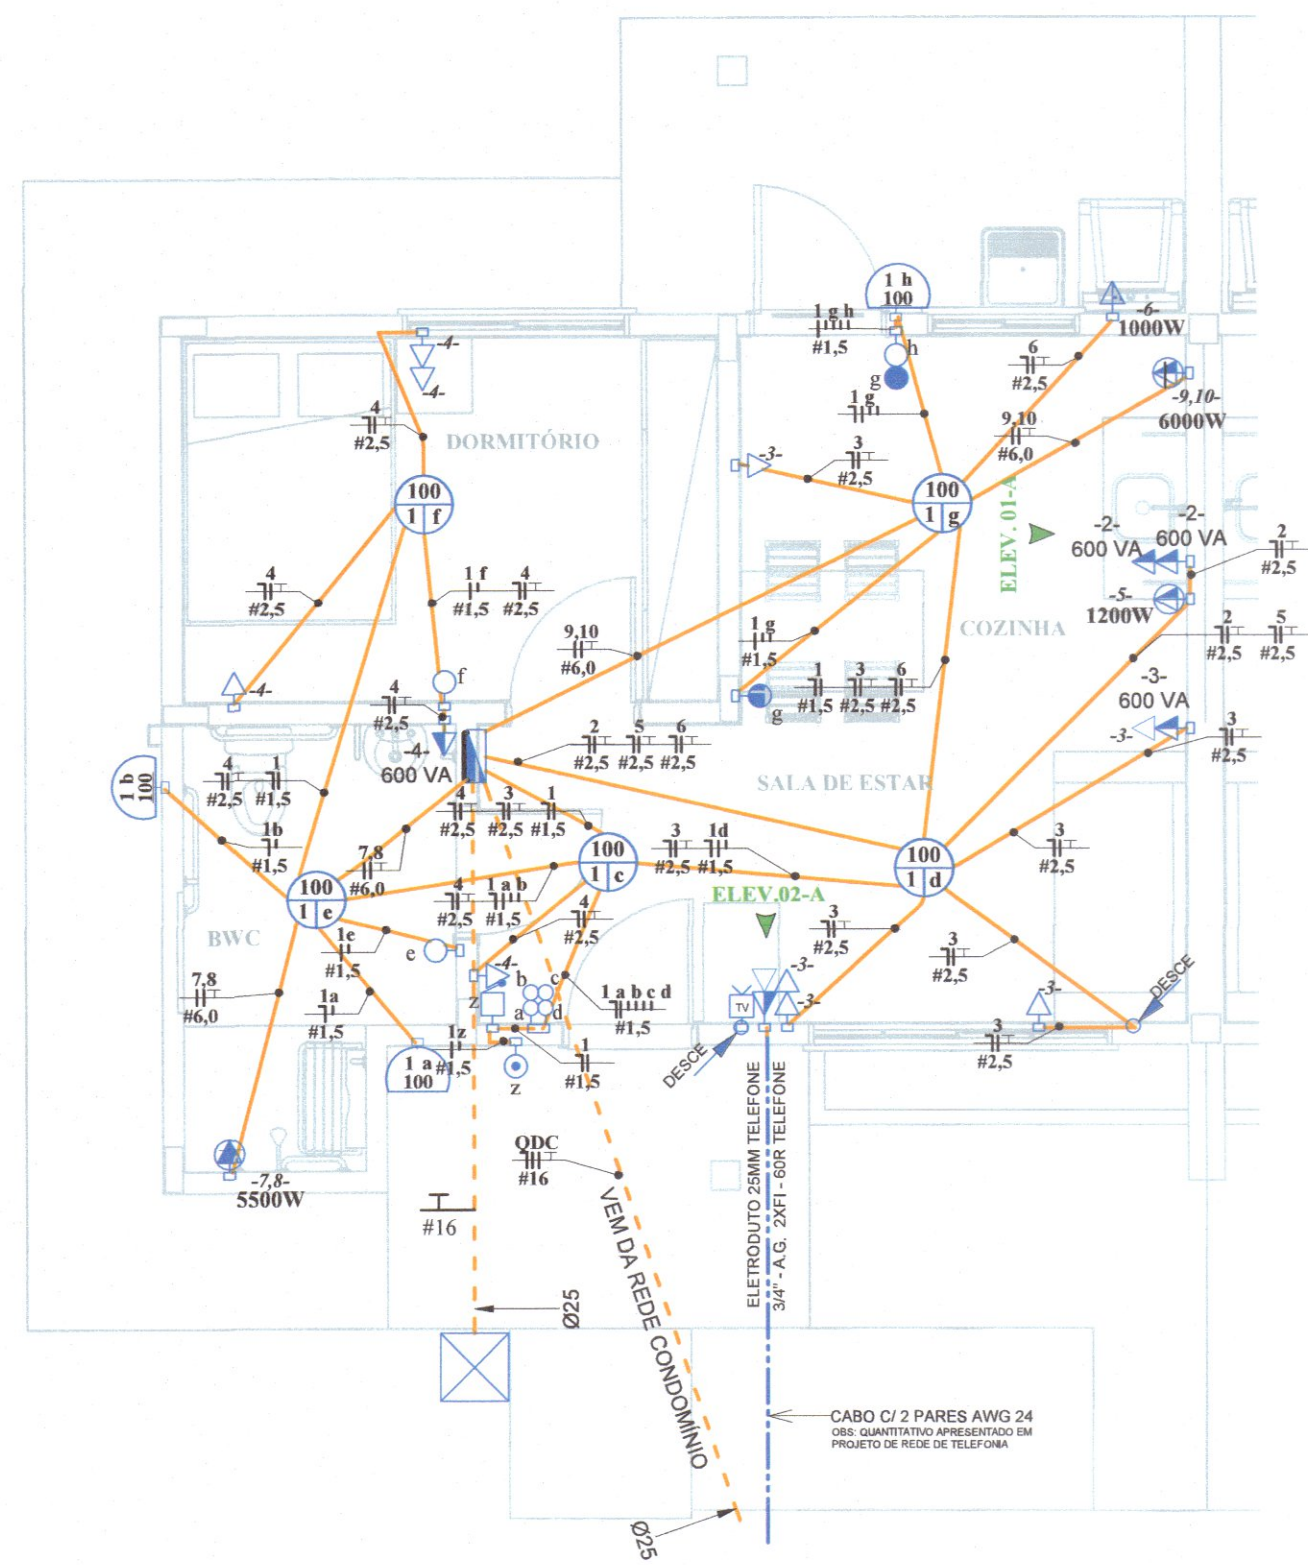 1 h
100
1 g h
#1,5
h
g
-6-
1000W
6
#2,5
-9,10-
6000W
9,10
#6,0
-4-
-4-
4
#2,5
DORMITÓRIO
1 g
-3-
3
#2,5
100
1 f
100
1 g
ELEV. 01-A
-2-
600 VA
-2-
600 VA
2
#2,5
-5-
1200W
4
#2,5
1 f
#1,5
4
#2,5
COZINHA
2
#2,5
5
#2,5
9,10
#6,0
1 g
#1,5
f
-4-
4
#2,5
1
#1,5
3
#2,5
6
#2,5
g
-3-
600 VA
-3-
3
#2,5
-4-
600 VA
2
#2,5
5
#2,5
6
#2,5
SALA DE ESTAR
1 b
100
4
#2,5
1
#1,5
4
#2,5
3
#2,5
1
#1,5
1b
#1,5
7,8
#6,0
100
1 c
3
#2,5
1d
#1,5
100
1 d
3
#2,5
100
1 e
4
#2,5
1 a b
#1,5
ELEV.02-A
BWC
1e
#1,5
e
4
#2,5
3
#2,5
3
#2,5
7,8
#6,0
1a
#1,5
-4-
b
c
z
a
d
1 a b c d
#1,5
-3-
-3-
TV
DESCE
-3-
DESCE
3
#2,5
1 a
100
1z
#1,5
z
1
#1,5
-7,8-
5500W
QDC
#16
#16
VEM DA REDE CONDOMÍNIO
ELETRODUTO 25MM TELEFONE
3/4" - A.G. 2XFI - 60R TELEFONE
Ø25
CABO C/ 2 PARES AWG 24
OBS: QUANTITATIVO APRESENTADO EM
PROJETO DE REDE DE TELEFONIA
Ø25